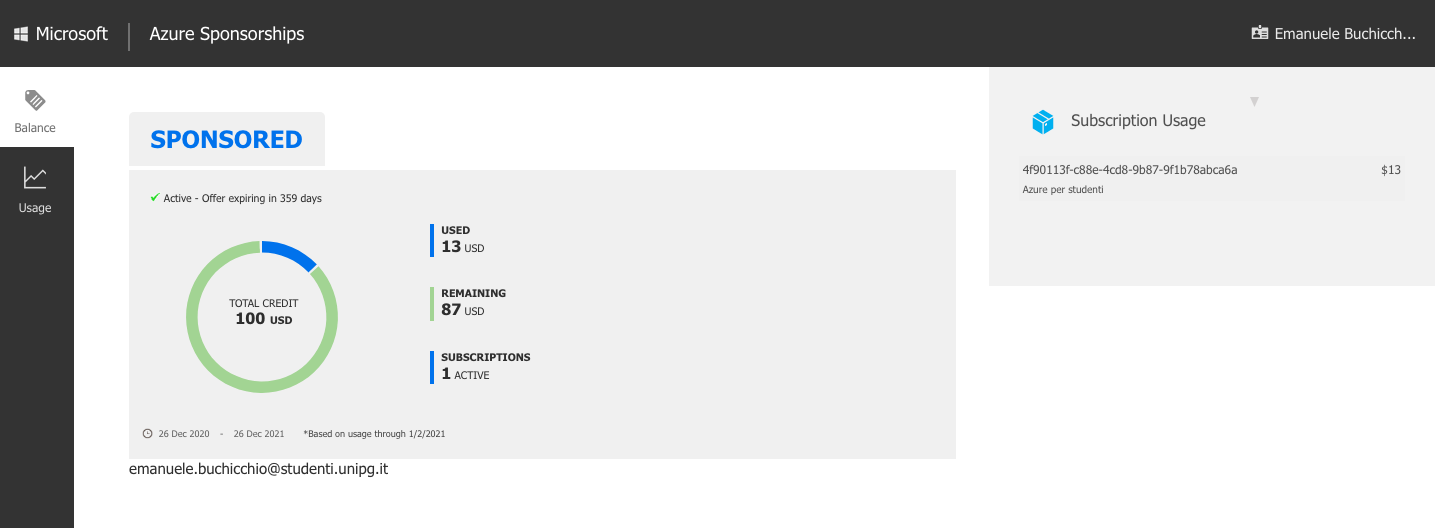 Microsoft
Azure Sponsorships
Emanuele Buchicch...
Balance
Usage
SPONSORED
Active - Offer expiring in 359 days
TOTAL CREDIT
100 USD
USED
13 USD
REMAINING
87 USD
SUBSCRIPTIONS
1 ACTIVE
26 Dec 2020 - 26 Dec 2021 *Based on usage through 1/2/2021
emanuele.buchicchio@studenti.unipg.it
Subscription Usage
4f90113f-c88e-4cd8-9b87-9f1b78abca6a $13
Azure per studenti